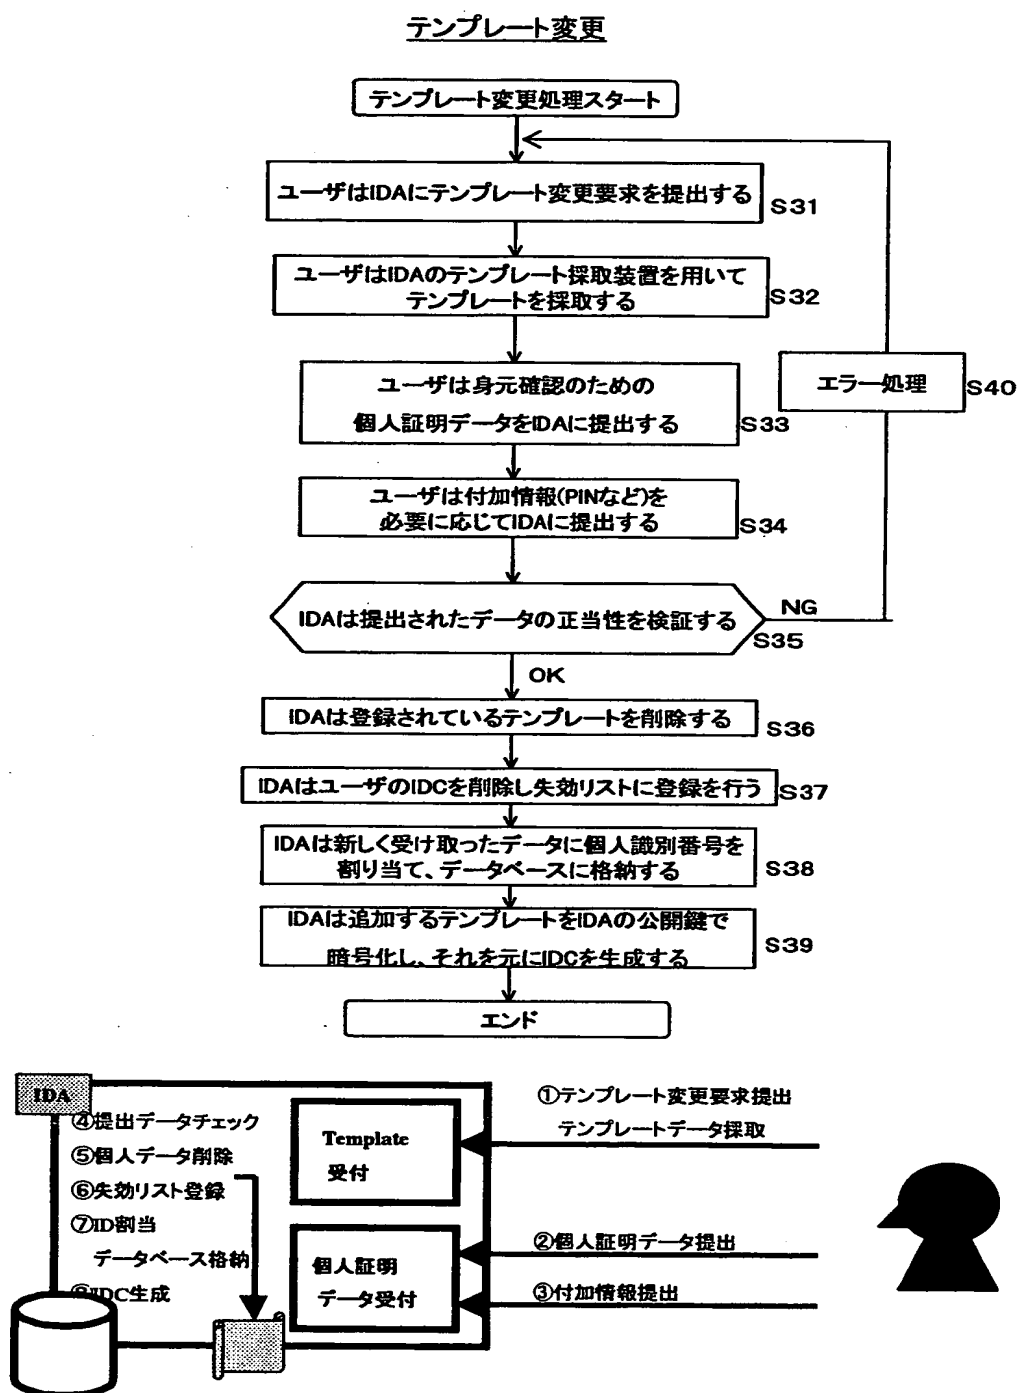 テンプレート変更
テンプレート変更処理スタート
ユーザはIDAにテンプレート変更要求を提出する
S31
ユーザはIDAのテンプレート採取装置を用いて
テンプレートを採取する
S32
ユーザは身元確認のための
個人証明データをIDAに提出する
S33
エラー処理
S40
ユーザは付加情報(PINなど)を
必要に応じてIDAに提出する
S34
IDAは提出されたデータの正当性を検証する
NG
S35
OK
IDAは登録されているテンプレートを削除する
S36
IDAはユーザのIDCを削除し失効リストに登録を行う
S37
IDAは新しく受け取ったデータに個人識別番号を
割り当て、データベースに格納する
S38
IDAは追加するテンプレートをIDAの公開鍵で
暗号化し、それを元にIDCを生成する
S39
エンド
IDA
④提出データチェック
⑤個人データ削除
⑥失効リスト登録
⑦ID割当
データベース格納
⑧IDC生成
Template
受付
個人証明
データ受付
①テンプレート変更要求提出
テンプレートデータ採取
②個人証明データ提出
③付加情報提出